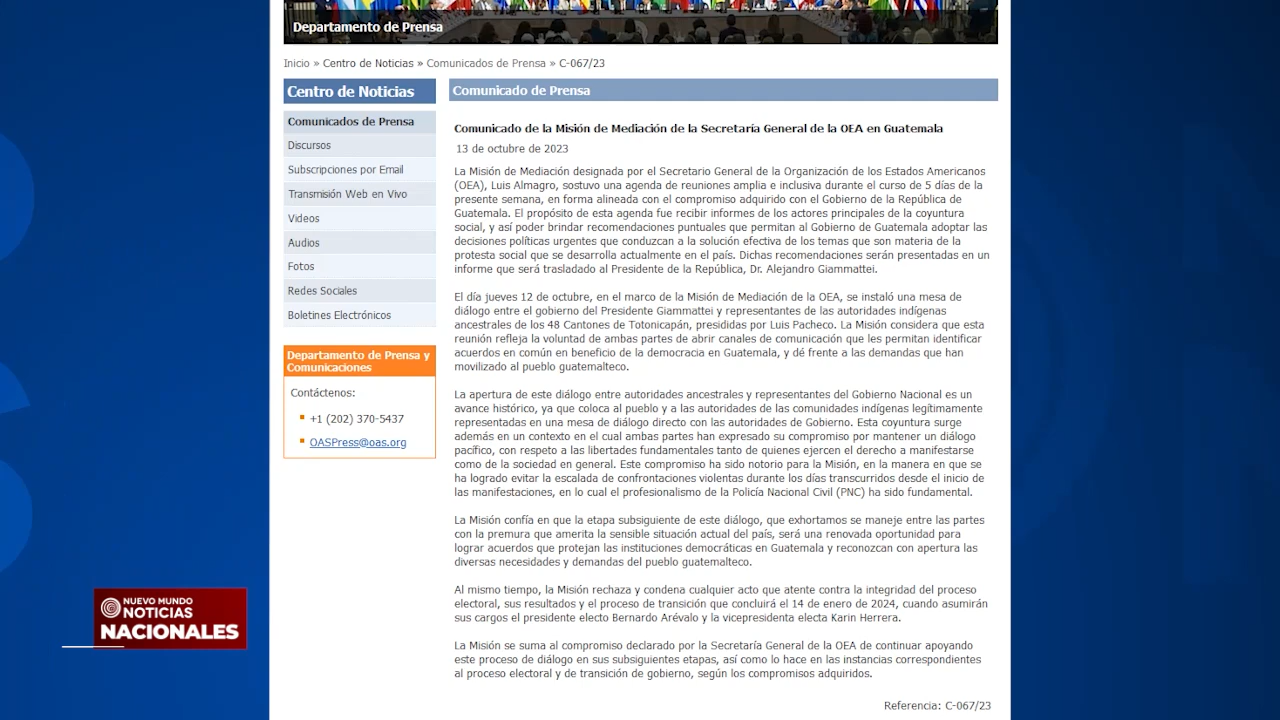 Departamento de Prensa
Inicio » Centro de Noticias » Comunicados de Prensa » C-067/23
Centro de Noticias
Comunicados de Prensa
Discursos
Subscripciones por Email
Transmisión Web en Vivo
Videos
Audios
Fotos
Redes Sociales
Boletines Electrónicos
Departamento de Prensa y
Comunicaciones
Contáctenos:
+1 (202) 370-5437
OASPress@oas.org
Comunicado de Prensa
Comunicado de la Misión de Mediación de la Secretaría General de la OEA en Guatemala
13 de octubre de 2023
La Misión de Mediación designada por el Secretario General de la Organización de los Estados Americanos
(OEA), Luis Almagro, sostuvo una agenda de reuniones amplia e inclusiva durante el curso de 5 días de la
presente semana, en forma alineada con el compromiso adquirido con el Gobierno de la República de
Guatemala. El propósito de esta agenda fue recibir informes de los actores principales de la coyuntura
social, y así poder brindar recomendaciones puntuales que permitan al Gobierno de Guatemala adoptar las
decisiones políticas urgentes que conduzcan a la solución efectiva de los temas que son materia de la
protesta social que se desarrolla actualmente en el país. Dichas recomendaciones serán presentadas en un
informe que será trasladado al Presidente de la República, Dr. Alejandro Giammattei.
El día jueves 12 de octubre, en el marco de la Misión de Mediación de la OEA, se instaló una mesa de
diálogo entre el gobierno del Presidente Giammattei y representantes de las autoridades indígenas
ancestrales de los 48 Cantones de Totonicapán, presididas por Luis Pacheco. La Misión considera que esta
reunión refleja la voluntad de ambas partes de abrir canales de comunicación que les permitan identificar
acuerdos en común en beneficio de la democracia en Guatemala, y dé frente a las demandas que han
movilizado al pueblo guatemalteco.
La apertura de este diálogo entre autoridades ancestrales y representantes del Gobierno Nacional es un
avance histórico, ya que coloca al pueblo y a las autoridades de las comunidades indígenas legítimamente
representadas en una mesa de diálogo directo con las autoridades de Gobierno. Esta coyuntura surge
además en un contexto en el cual ambas partes han expresado su compromiso por mantener un diálogo
pacífico, con respeto a las libertades fundamentales tanto de quienes ejercen el derecho a manifestarse
como de la sociedad en general. Este compromiso ha sido notorio para la Misión, en la manera en que se
ha logrado evitar la escalada de confrontaciones violentas durante los días transcurridos desde el inicio de
las manifestaciones, en lo cual el profesionalismo de la Policía Nacional Civil (PNC) ha sido fundamental.
La Misión confía en que la etapa subsiguiente de este diálogo, que exhortamos se maneje entre las partes
con la premura que amerita la sensible situación actual del país, será una renovada oportunidad para
lograr acuerdos que protejan las instituciones democráticas en Guatemala y reconozcan con apertura las
diversas necesidades y demandas del pueblo guatemalteco.
Al mismo tiempo, la Misión rechaza y condena cualquier acto que atente contra la integridad del proceso
electoral, sus resultados y el proceso de transición que concluirá el 14 de enero de 2024, cuando asumirán
sus cargos el presidente electo Bernardo Arévalo y la vicepresidenta electa Karin Herrera.
La Misión se suma al compromiso declarado por la Secretaría General de la OEA de continuar apoyando
este proceso de diálogo en sus subsiguientes etapas, así como lo hace en las instancias correspondientes
al proceso electoral y de transición de gobierno, según los compromisos adquiridos.
Referencia: C-067/23
NUEVO MUNDO
NOTICIAS
NACIONALES